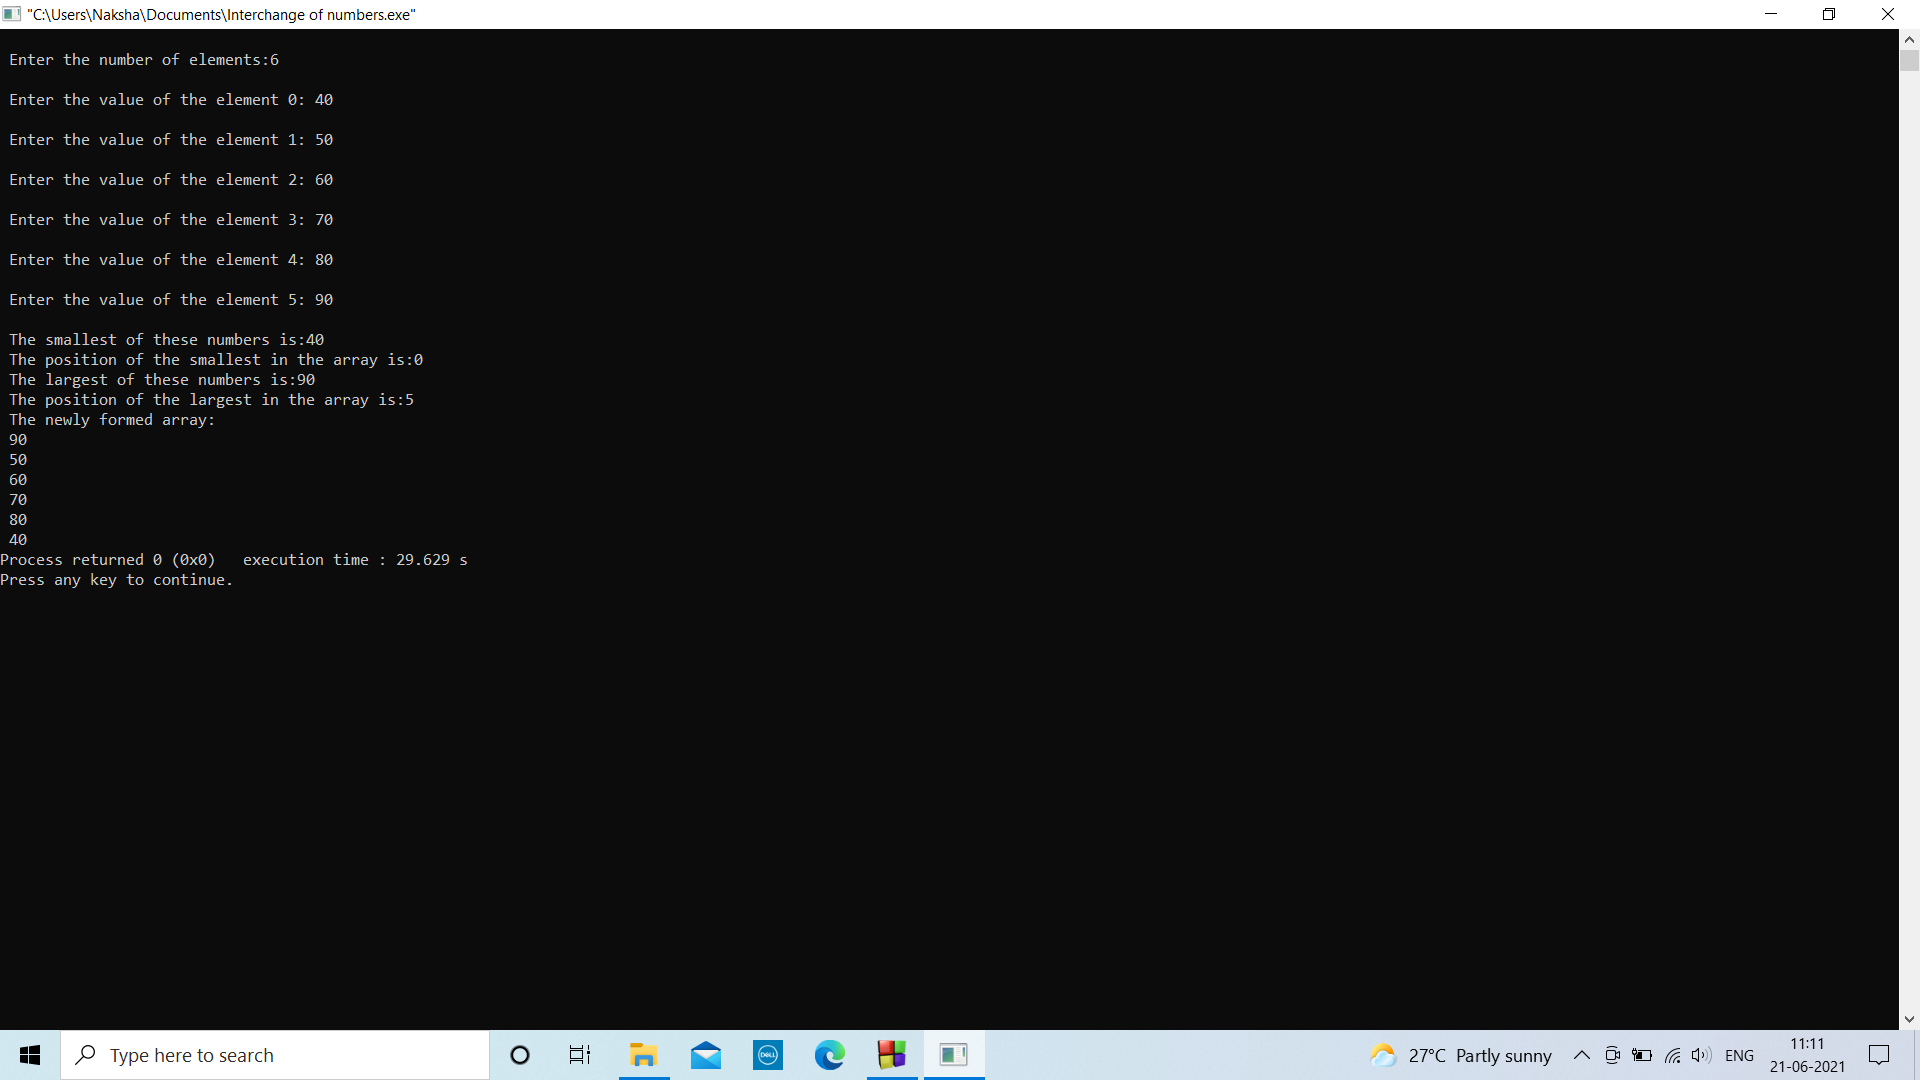 "C:\Users\Naksha\Documents\Interchange of numbers.exe"
Enter the number of elements:6
Enter the value of the element 0: 40
Enter the value of the element 1: 50
Enter the value of the element 2: 60
Enter the value of the element 3: 70
Enter the value of the element 4: 80
Enter the value of the element 5: 90
The smallest of these numbers is:40
The position of the smallest in the array is:0
The largest of these numbers is:90
The position of the largest in the array is:5
The newly formed array:
90
50
60
70
80
40
Process returned 0 (0x0)   execution time : 29.629 s
Press any key to continue.
Type here to search
DELL
27°C Partly sunny
ENG
11:11
21-06-2021